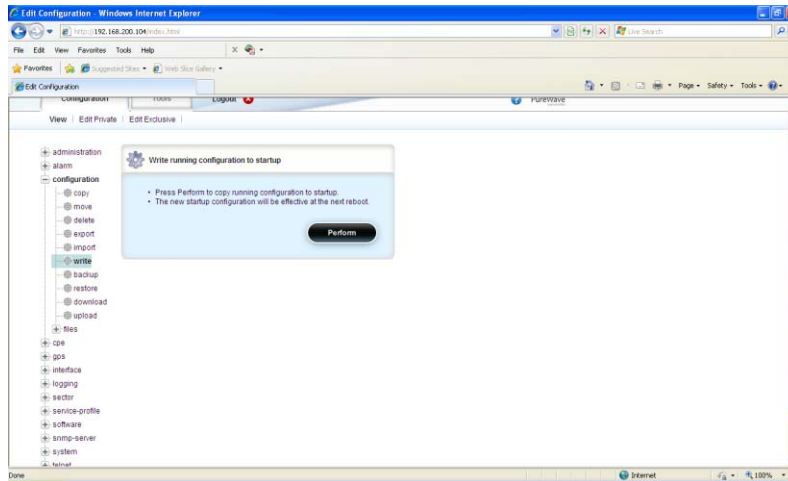 Edit Configuration - Windows Internet Explorer
http://192.168.200.104/index.html
Live Search
File Edit View Favorites Tools Help
Favorites Suggested Sites Web Slice Gallery
Edit Configuration
Page Safety Tools
Configuration Tools Logout PureWave
View | Edit Private | Edit Exclusive |
administration
alarm
configuration
copy
move
delete
export
import
write
backup
restore
download
upload
files
cpe
gps
interface
logging
sector
service-profile
software
snmp-server
system
telnet
Write running configuration to startup
• Press Perform to copy running configuration to startup.
• The new startup configuration will be effective at the next reboot.
Perform
Done
Internet
100%